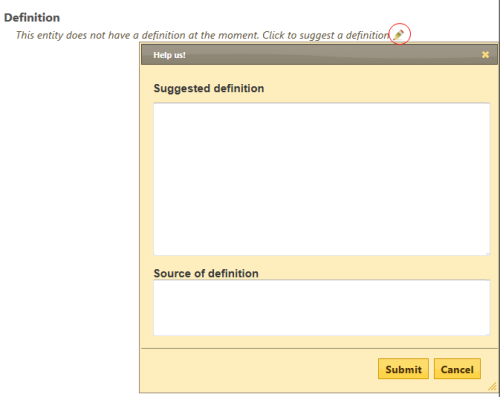 Definition
This entity does not have a definition at the moment. Click to suggest a definition
Help us!
Suggested definition
Source of definition
Submit Cancel